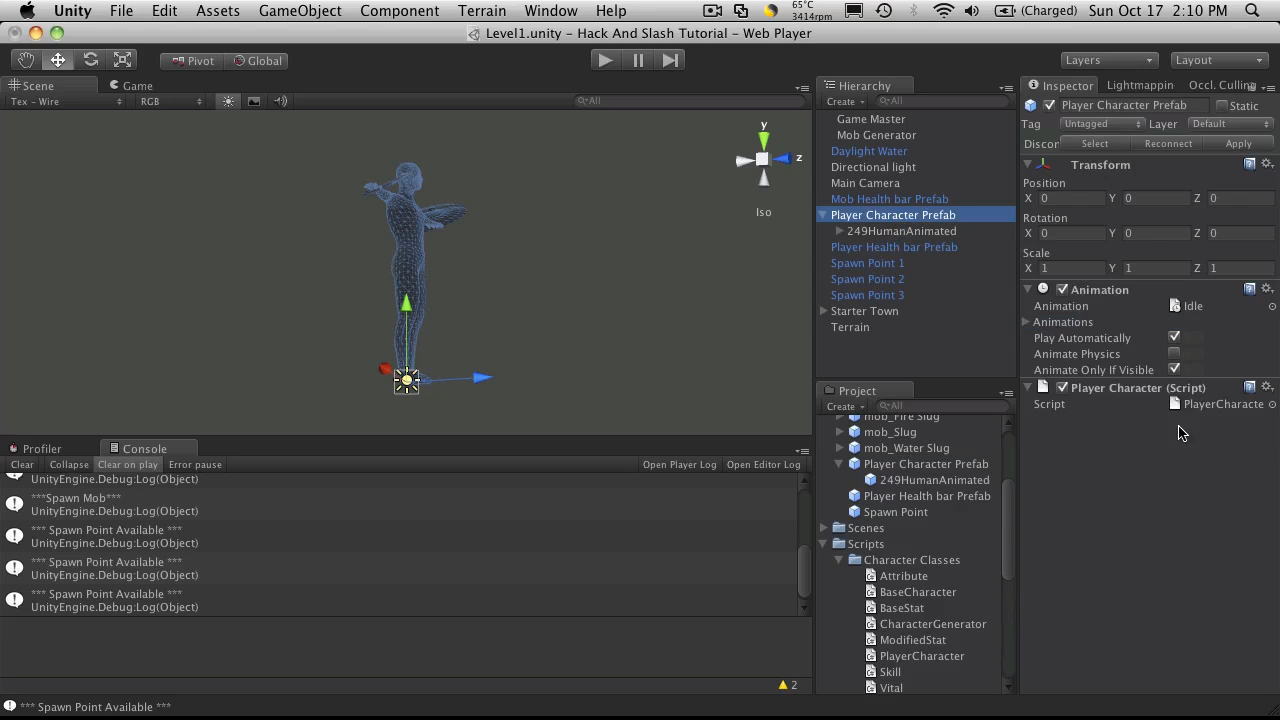 Unity File Edit Assets GameObject Component Terrain Window Help 65°C 3414rpm (Charged) Sun Oct 17 2:10 PM
Level1.unity - Hack And Slash Tutorial - Web Player
Pivot Global Layers Layout
Scene Game
Tex - Wire RGB All
y
z
Iso
Profiler Console
Clear Collapse Clear on play Error pause Open Player Log Open Editor Log
UnityEngine.Debug:Log(Object)
***Spawn Mob***
UnityEngine.Debug:Log(Object)
*** Spawn Point Available ***
UnityEngine.Debug:Log(Object)
*** Spawn Point Available ***
UnityEngine.Debug:Log(Object)
*** Spawn Point Available ***
UnityEngine.Debug:Log(Object)
2
*** Spawn Point Available ***
Hierarchy
Create All
Game Master
Mob Generator
Daylight Water
Directional light
Main Camera
Mob Health bar Prefab
Player Character Prefab
249HumanAnimated
Player Health bar Prefab
Spawn Point 1
Spawn Point 2
Spawn Point 3
Starter Town
Terrain
Project
Create All
mob_Fire Slug
mob_Slug
mob_Water Slug
Player Character Prefab
249HumanAnimated
Player Health bar Prefab
Spawn Point
Scenes
Scripts
Character Classes
Attribute
BaseCharacter
BaseStat
CharacterGenerator
ModifiedStat
PlayerCharacter
Skill
Vital
Inspector Lightmappin Occl. Culling
Player Character Prefab Static
Tag Untagged Layer Default
Discon Select Reconnect Apply
Transform
Position
X 0 Y 0 Z 0
Rotation
X 0 Y 0 Z 0
Scale
X 1 Y 1 Z 1
Animation
Animation Idle
Animations
Play Automatically
Animate Physics
Animate Only If Visible
Player Character (Script)
Script PlayerCharacte